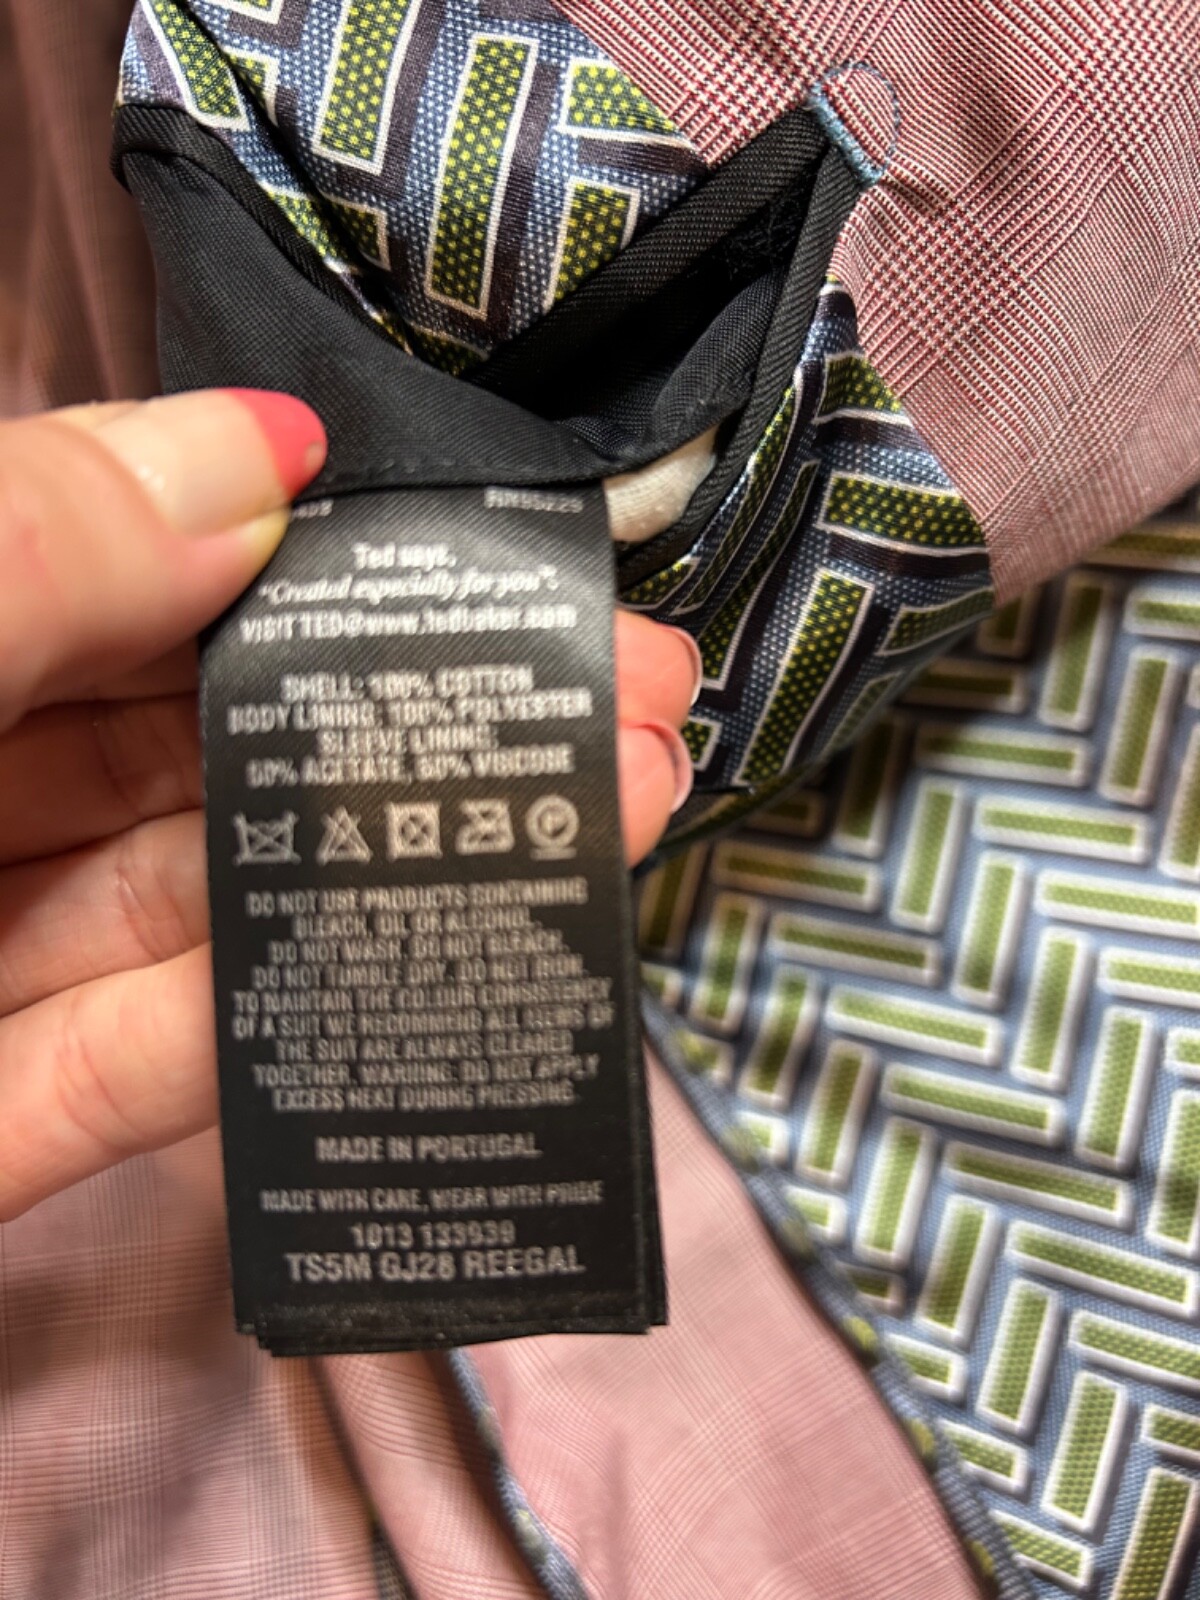 RN95229
Ted says,
"Created especially for you".
VISIT TED@www.tedbaker.com
SHELL: 100% COTTON
BODY LINING: 100% POLYESTER
SLEEVE LINING:
50% ACETATE, 50% VISCOSE
P
DO NOT USE PRODUCTS CONTAINING
BLEACH, OIL OR ALCOHOL.
DO NOT WASH. DO NOT BLEACH.
DO NOT TUMBLE DRY. DO NOT IRON.
TO MAINTAIN THE COLOUR CONSISTENCY
OF A SUIT WE RECOMMEND ALL ITEMS OF
THE SUIT ARE ALWAYS CLEANED
TOGETHER. WARNING: DO NOT APPLY
EXCESS HEAT DURING PRESSING.
MADE IN PORTUGAL
MADE WITH CARE, WEAR WITH PRIDE
1013 133939
TS5M GJ28 REEGAL